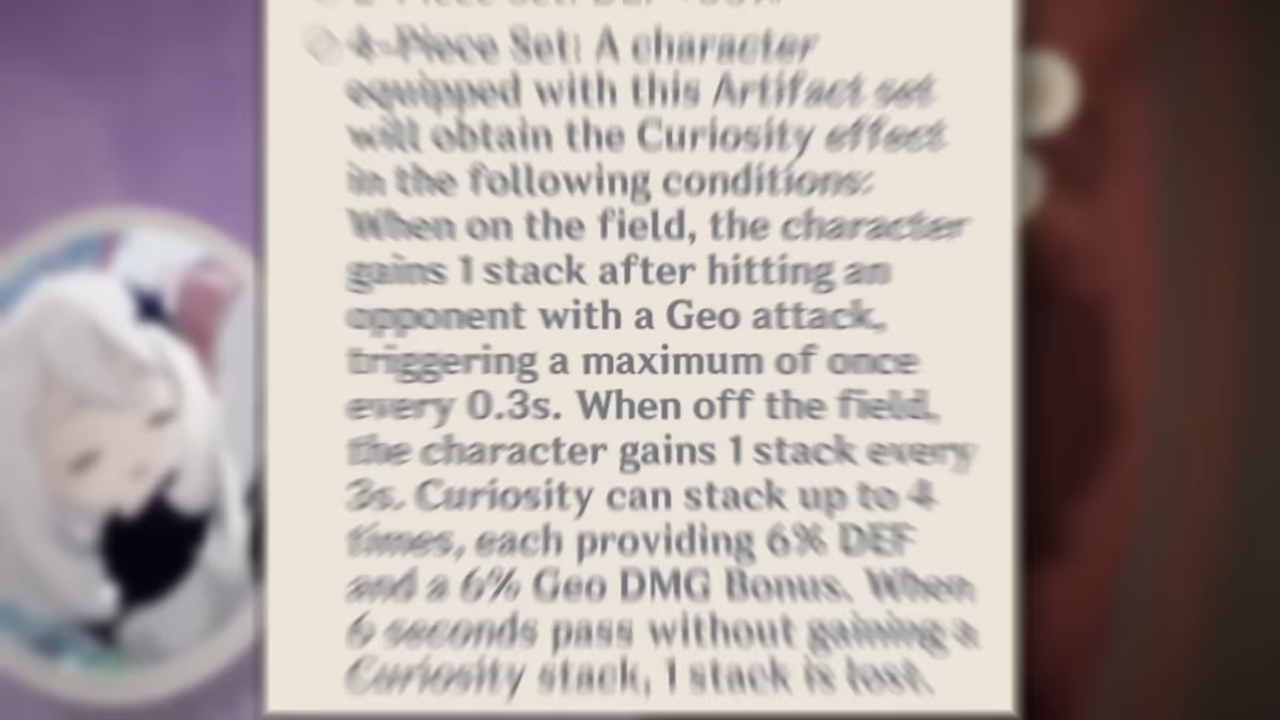 4-Piece Set: A character
equipped with this Artifact set
will obtain the Curiosity effect
in the following conditions:
When on the field, the character
gains 1 stack after hitting an
opponent with a Geo attack,
triggering a maximum of once
every 0.3s. When off the field,
the character gains 1 stack every
3s. Curiosity can stack up to 4
times, each providing 6% DEF
and a 6% Geo DMG Bonus. When
6 seconds pass without gaining a
Curiosity stack, 1 stack is lost.